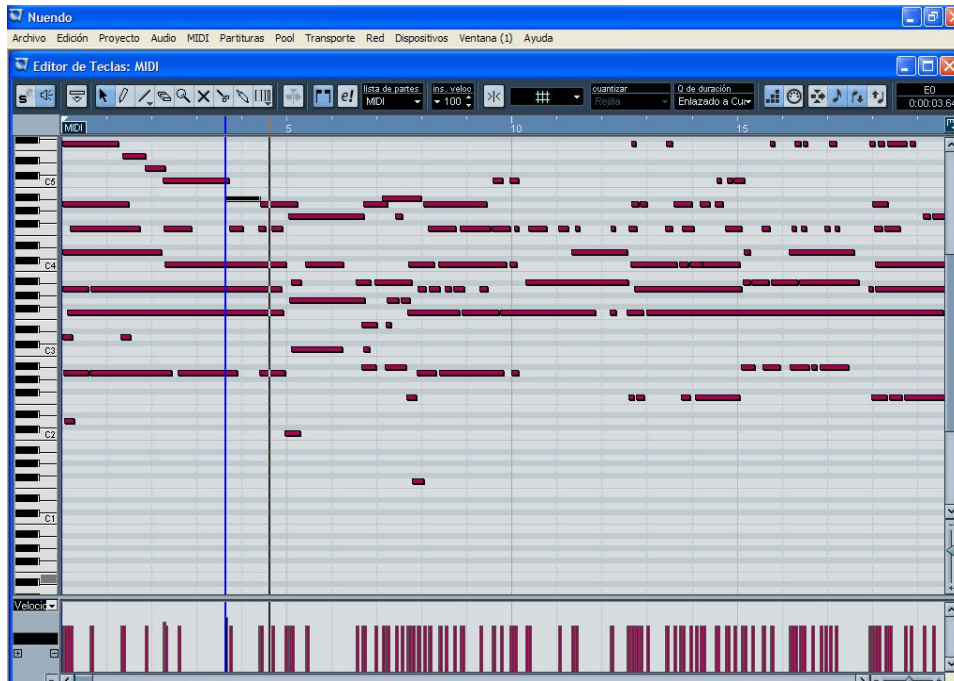 Nuendo
Archivo Edición Proyecto Audio MIDI Partituras Pool Transporte Red Dispositivos Ventana (1) Ayuda
Editor de Teclas: MIDI
lista de partes ins. veloc cuantizar Q de duración
MIDI 100 Rejilla Enlazado a Cu
E0
0:00:03.64
MIDI 5 10 15
C5
C4
C3
C2
C1
Velocid